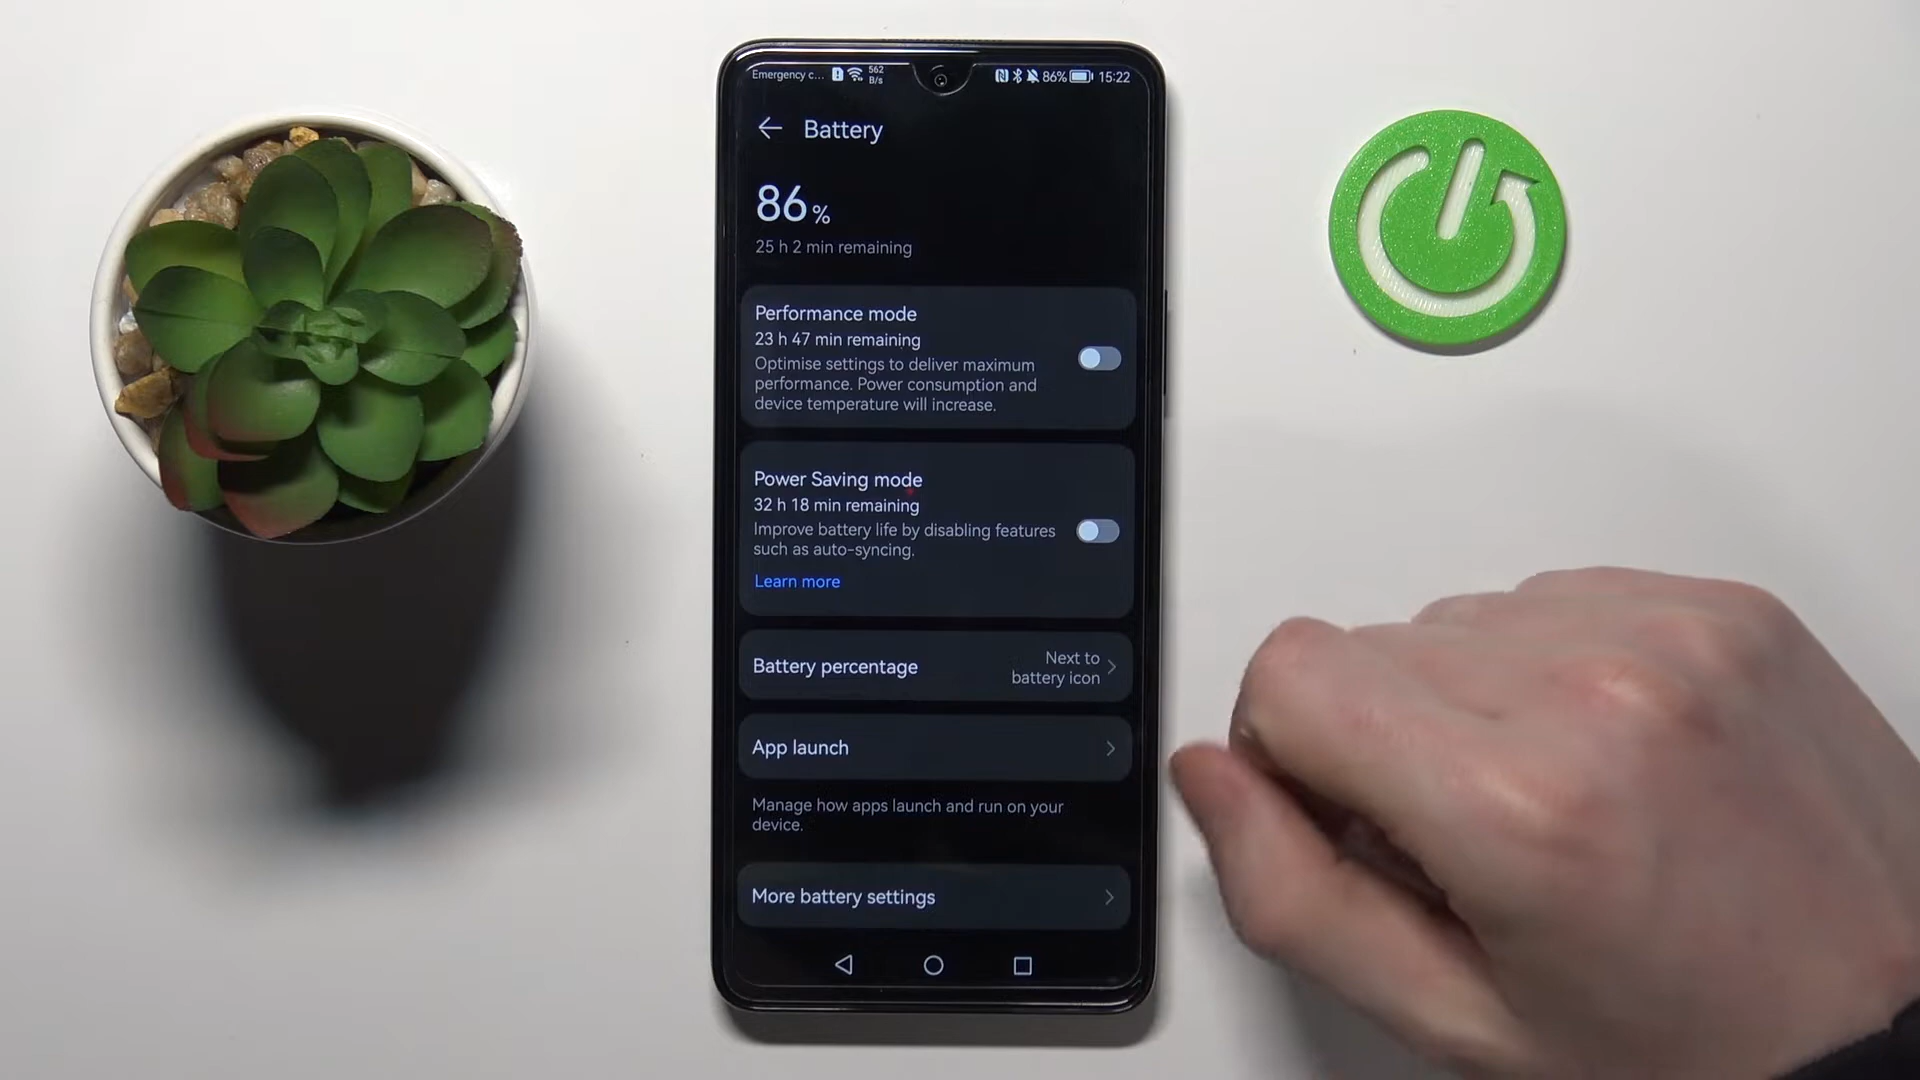 Emergency c... 562 B/s 86% 15:22
Battery
86 %
25 h 2 min remaining
Performance mode
23 h 47 min remaining
Optimise settings to deliver maximum
performance. Power consumption and
device temperature will increase.
Power Saving mode
32 h 18 min remaining
Improve battery life by disabling features
such as auto-syncing.
Learn more
Battery percentage
Next to
battery icon
App launch
Manage how apps launch and run on your
device.
More battery settings